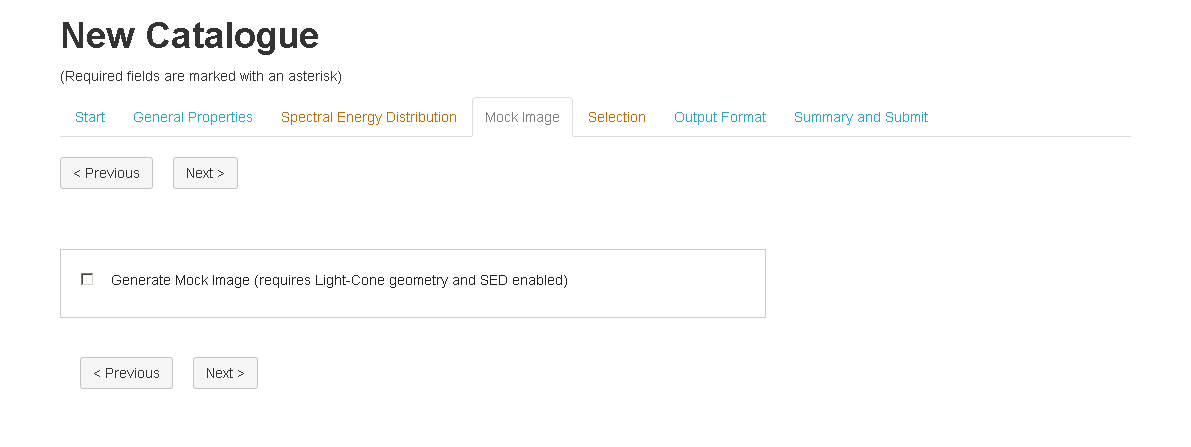 New Catalogue
(Required fields are marked with an asterisk)
Start General Properties Spectral Energy Distribution Mock Image Selection Output Format Summary and Submit
< Previous Next >
Generate Mock Image (requires Light-Cone geometry and SED enabled)
< Previous Next >